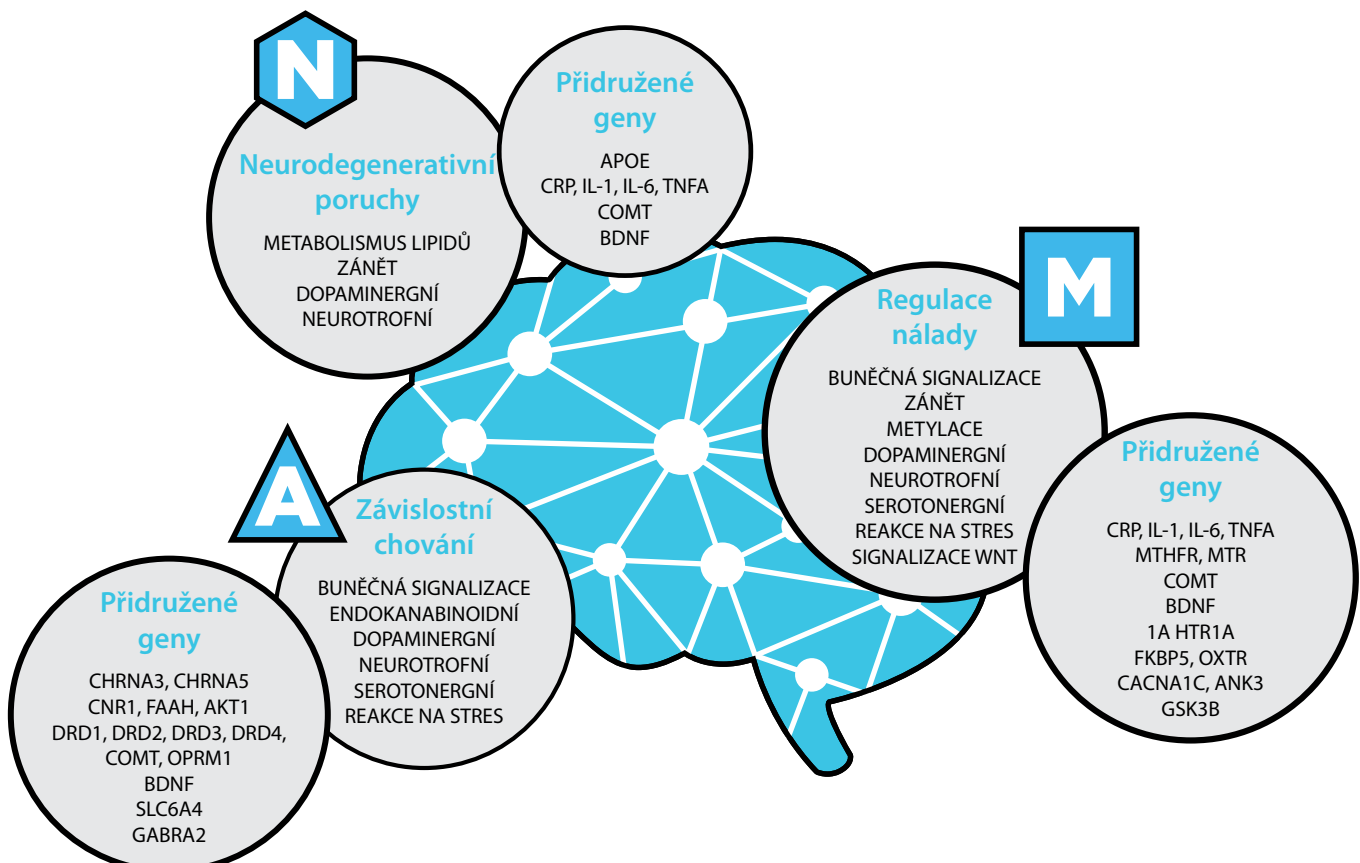 N
Neurodegenerativní
poruchy
METABOLISMUS LIPIDŮ
ZÁNĚT
DOPAMINERGNÍ
NEUROTROFNÍ
Přidružené
geny
APOE
CRP, IL-1, IL-6, TNFA
COMT
BDNF
M
Regulace
nálady
BUNĚČNÁ SIGNALIZACE
ZÁNĚT
METYLACE
DOPAMINERGNÍ
NEUROTROFNÍ
SEROTONERGNÍ
REAKCE NA STRES
SIGNALIZACE WNT
Přidružené
geny
CRP, IL-1, IL-6, TNFA
MTHFR, MTR
COMT
BDNF
1A HTR1A
FKBP5, OXTR
CACNA1C, ANK3
GSK3B
A
Závislostní
chování
BUNĚČNÁ SIGNALIZACE
ENDOKANABINOIDNÍ
DOPAMINERGNÍ
NEUROTROFNÍ
SEROTONERGNÍ
REAKCE NA STRES
Přidružené
geny
CHRNA3, CHRNA5
CNR1, FAAH, AKT1
DRD1, DRD2, DRD3, DRD4,
COMT, OPRM1
BDNF
SLC6A4
GABRA2